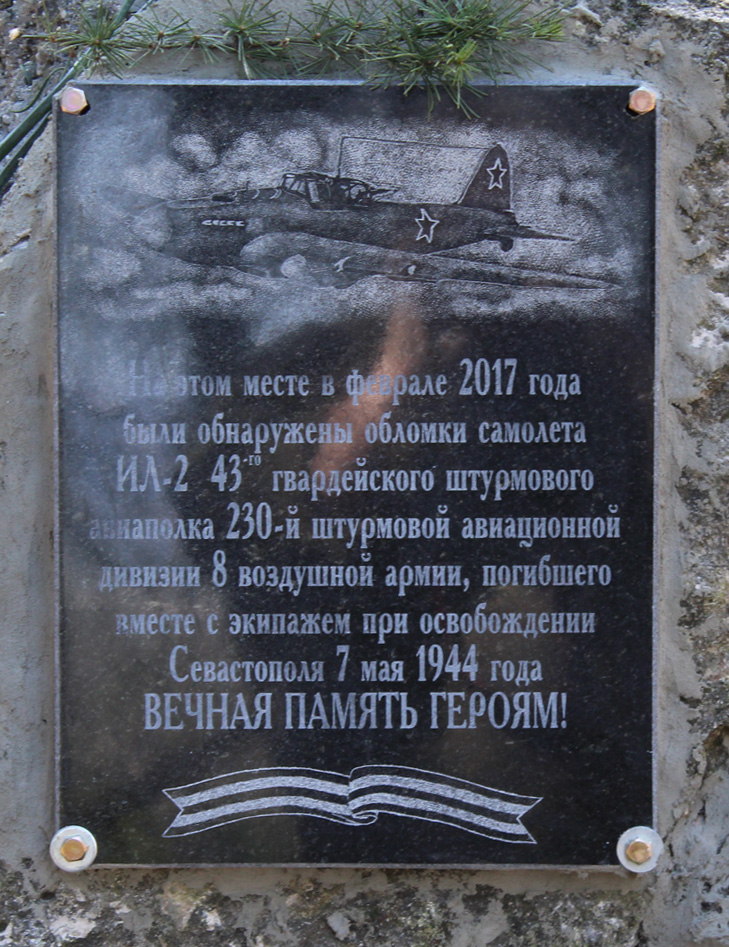 На этом месте в феврале 2017 года
были обнаружены обломки самолета
ИЛ-2 43-го гвардейского штурмового
авиаполка 230-й штурмовой авиационной
дивизии 8 воздушной армии, погибшего
вместе с экипажем при освобождении
Севастополя 7 мая 1944 года
ВЕЧНАЯ ПАМЯТЬ ГЕРОЯМ!